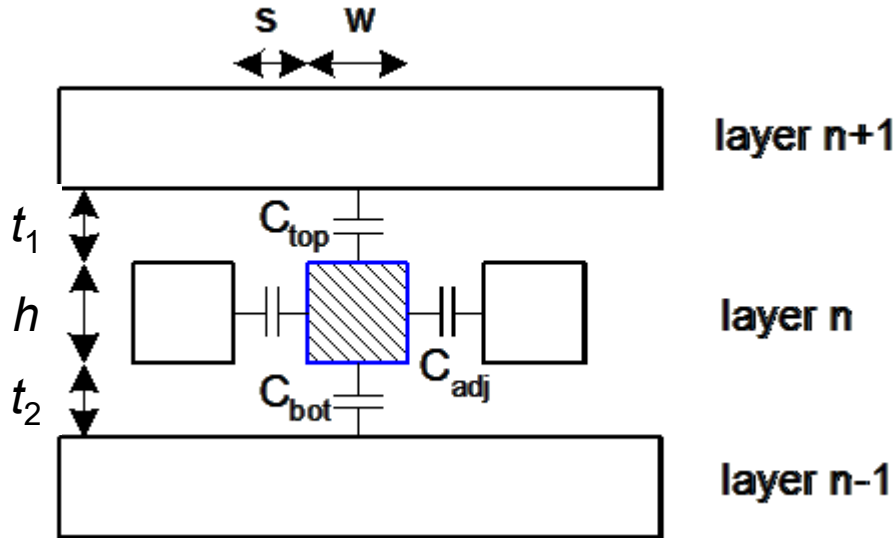 s w
layer n+1
t₁
C_top
h
layer n
C_adj
t₂
C_bot
layer n-1